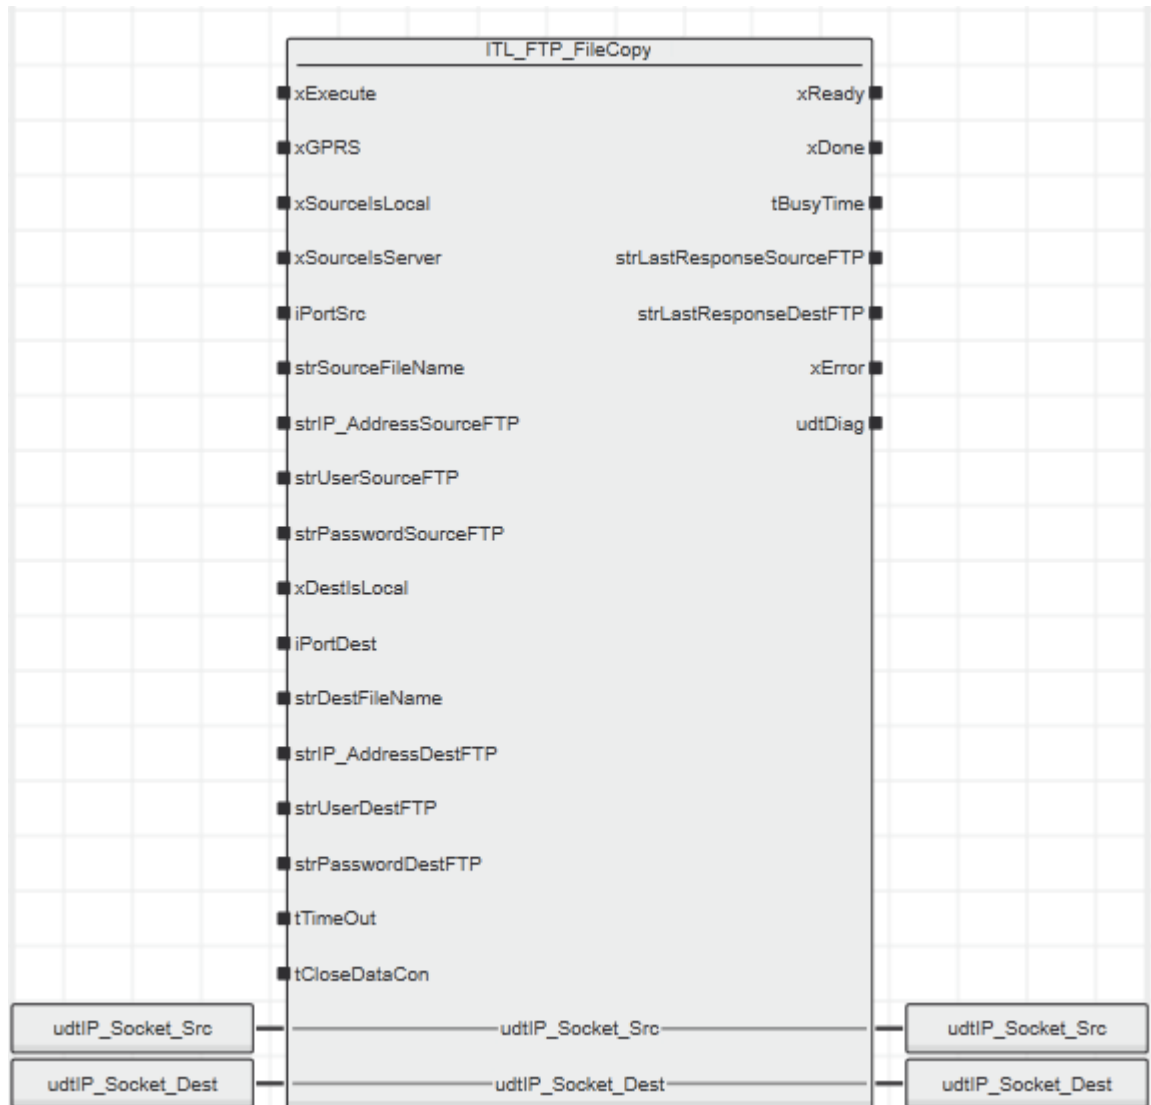 ITL_FTP_FileCopy
xExecute xReady
xGPRS xDone
xSourceIsLocal tBusyTime
xSourceIsServer strLastResponseSourceFTP
iPortSrc strLastResponseDestFTP
strSourceFileName xError
strIP_AddressSourceFTP udtDiag
strUserSourceFTP
strPasswordSourceFTP
xDestIsLocal
iPortDest
strDestFileName
strIP_AddressDestFTP
strUserDestFTP
strPasswordDestFTP
tTimeOut
tCloseDataCon
udtIP_Socket_Src udtIP_Socket_Src udtIP_Socket_Src
udtIP_Socket_Dest udtIP_Socket_Dest udtIP_Socket_Dest